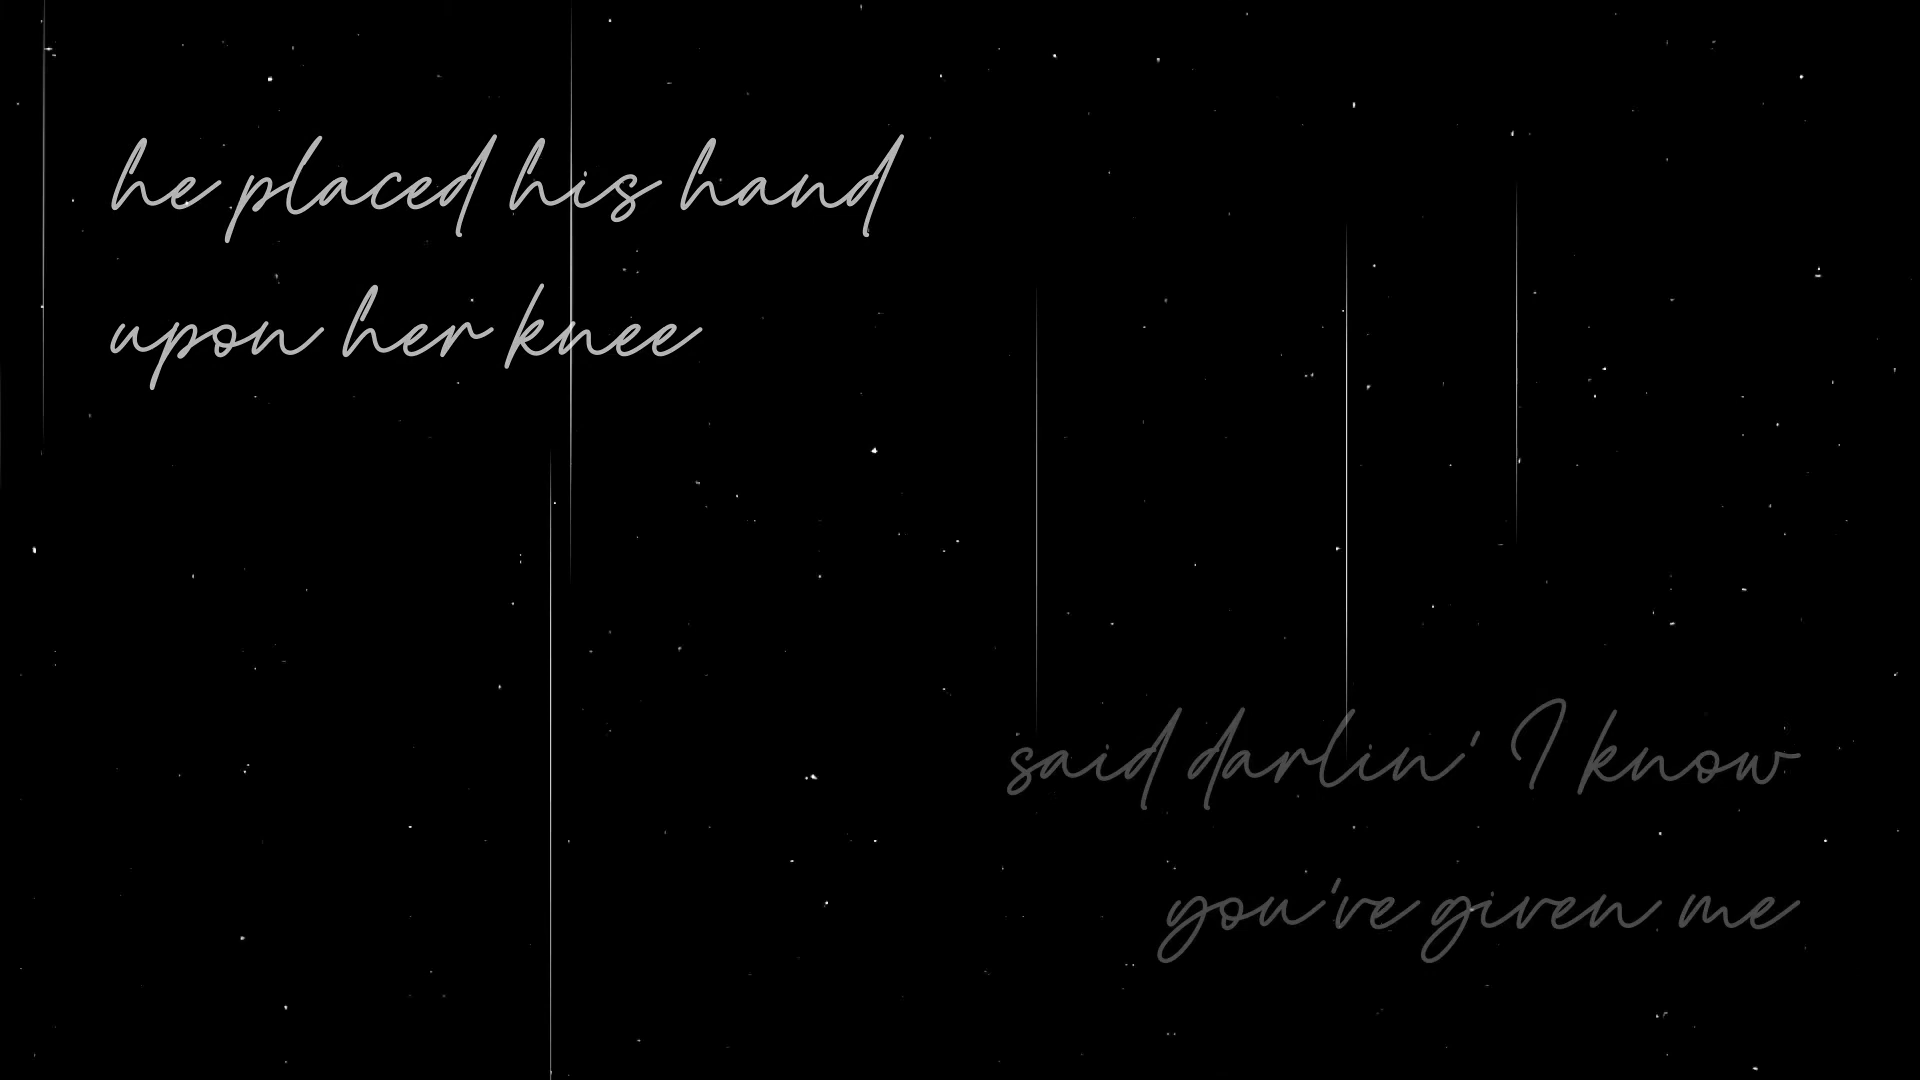 he placed his hand
upon her knee
said darlin' I know
you've given me